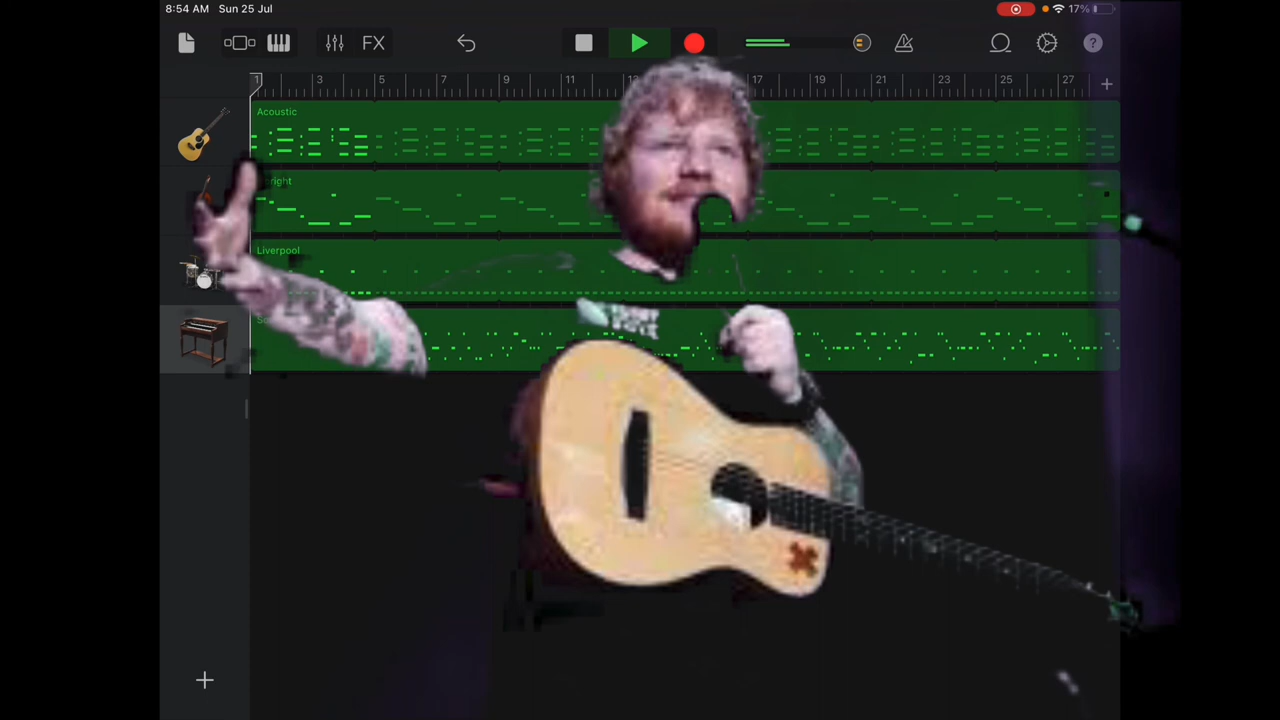 8:54 AM Sun 25 Jul
17%
FX
1 3 5 7 9 11 13 17 19 21 23 25 27
Acoustic
Liverpool